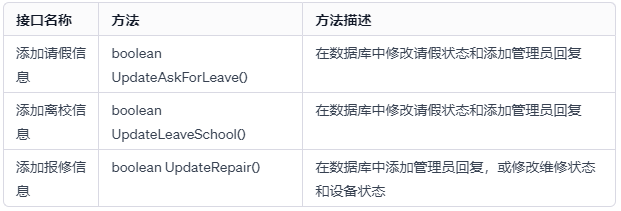 接口名称 方法 方法描述
添加请假信 boolean 在数据库中修改请假状态和添加管理员回复
息 UpdateAskForLeave()
添加离校信 boolean 在数据库中修改请假状态和添加管理员回复
息 UpdateLeaveSchool()
添加报修信 boolean UpdateRepair() 在数据库中添加管理员回复，或修改维修状态
息 和设备状态